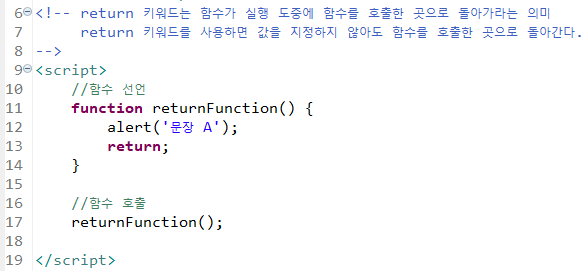 6 <!-- return 키워드는 함수가 실행 도중에 함수를 호출한 곳으로 돌아가라는 의미
7 return 키워드를 사용하면 값을 지정하지 않아도 함수를 호출한 곳으로 돌아간다.
8 -->
9 <script>
10 //함수 선언
11 function returnFunction() {
12 alert('문장 A');
13 return;
14 }
15
16 //함수 호출
17 returnFunction();
18
19 </script>